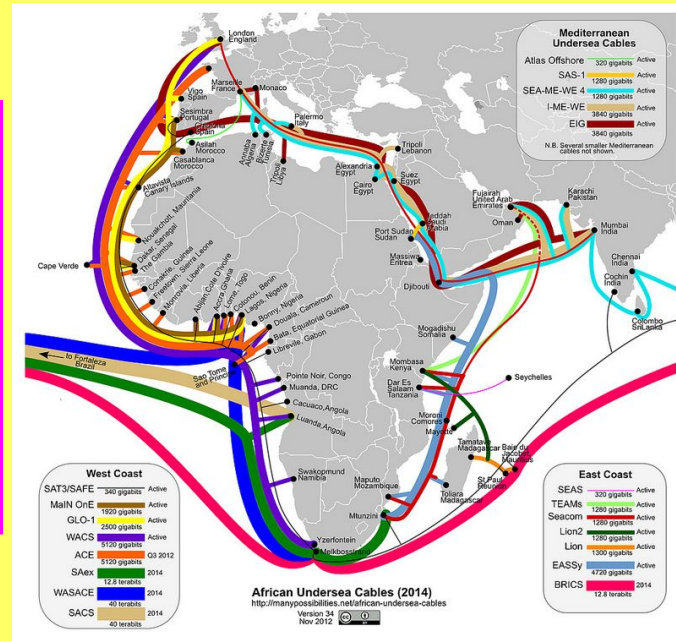 London
England
Marseille
France
Monaco
Vigo
Spain
Sesimbra
Portugal
Spain
Asilah
Morocco
Casablanca
Morocco
Palermo
Italy
Annaba
Algeria
Bizerte
Tunisia
Tripoli
Libya
Tripoli
Lebanon
Alexandria
Egypt
Cairo
Egypt
Suez
Egypt
Altavista
Canary Islands
Jeddah
Saudi
Arabia
Port Sudan
Sudan
Massiwa
Eritrea
Djibouti
Fujairah
United Arab
Emirates
Oman
Karachi
Pakistan
Mumbai
India
Chennai
India
Cochin
India
Colombo
SriLanka
Cape Verde
Nouakchott, Mauritania
Dakar, Senegal
The Gambia
Conakrie, Guinea
Freetown, Sierra Leone
Monrovia, Liberia
Abijan,Cote D'Ivoire
Accra Ghana
Lome, Togo
Cotonou, Benin
Lagos, Nigeria
Bonny, Nigeria
Douala, Cameroun
Bata, Equatorial Guinea
Libreville, Gabon
Sao Tome
and Principe
to Fortaleza
Brazil
Pointe Noir, Congo
Muanda, DRC
Cacuaco,Angola
Luanda,Angola
Swakopmund
Namibia
Yzerfontein
Melkbosstrand
Mtunzini
Maputo
Mozambique
Toliara
Madagascar
Mogadishu
Somalia
Mombasa
Kenya
Dar Es
Salaam
Tanzania
Seychelles
Moroni
Comores
Mayotte
Tamatave
Madagascar
Baie du
Jacobet
Mauritius
St.Paul
Reunion
Mediterranean
Undersea Cables
Atlas Offshore 320 gigabits Active
SAS-1 1280 gigabits Active
SEA-ME-WE 4 1280 gigabits Active
I-ME-WE 3840 gigabits Active
EIG 3840 gigabits Active
N.B. Several smaller Mediterranean
cables not shown.
West Coast
SAT3/SAFE 340 gigabits Active
MaIN OnE 1920 gigabits Active
GLO-1 2500 gigabits Active
WACS 5120 gigabits Active
ACE 5120 gigabits Q3 2012
SAex 12.8 terabits 2014
WASACE 40 terabits 2014
SACS 40 terabits 2014
East Coast
SEAS 320 gigabits Active
TEAMs 1280 gigabits Active
Seacom 1280 gigabits Active
Lion2 1280 gigabits Active
Lion 1300 gigabits Active
EASSy 4720 gigabits Active
BRICS 12.8 terabits 2014
African Undersea Cables (2014)
http://manypossibilities.net/african-undersea-cables
Version 34
Nov 2012